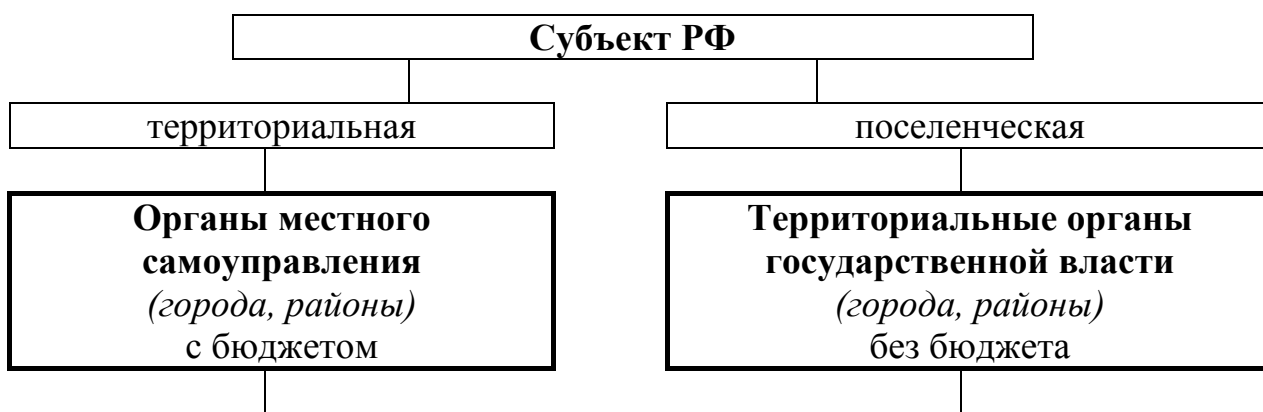 Субъект РФ
территориальная
поселенческая
Органы местного
самоуправления
(города, районы)
с бюджетом
Территориальные органы
государственной власти
(города, районы)
без бюджета